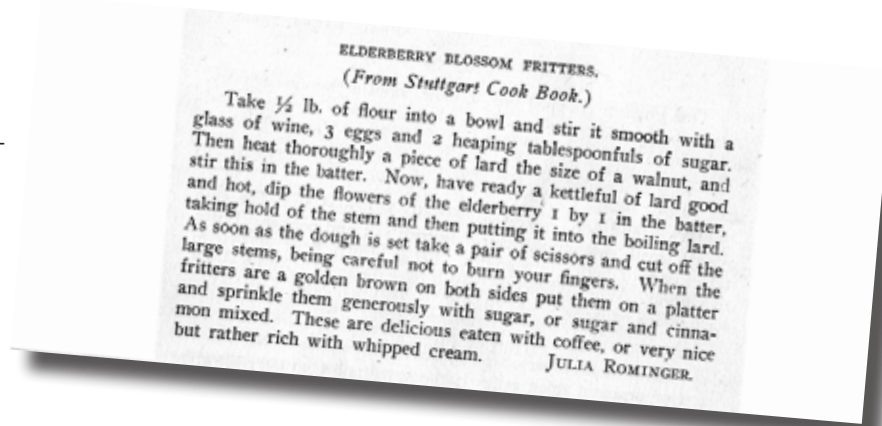 ELDERBERRY BLOSSOM FRITTERS.
(From Stuttgart Cook Book.)
Take ½ lb. of flour into a bowl and stir it smooth with a
glass of wine, 3 eggs and 2 heaping tablespoonfuls of sugar.
Then heat thoroughly a piece of lard the size of a walnut, and
stir this in the batter. Now, have ready a kettleful of lard good
and hot, dip the flowers of the elderberry 1 by 1 in the batter,
taking hold of the stem and then putting it into the boiling lard.
As soon as the dough is set take a pair of scissors and cut off the
large stems, being careful not to burn your fingers. When the
fritters are a golden brown on both sides put them on a platter
and sprinkle them generously with sugar, or sugar and cinna-
mon mixed. These are delicious eaten with coffee, or very nice
but rather rich with whipped cream. JULIA ROMINGER.